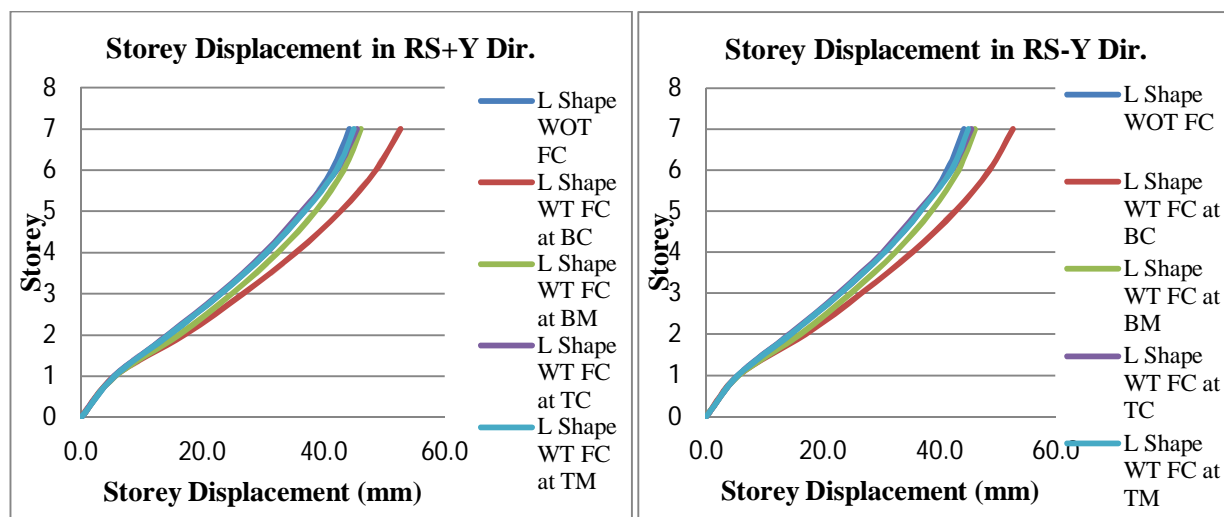 Storey Displacement in RS+Y Dir.
8
7
6
5
4
3
2
1
0
Storey
0.0 20.0 40.0 60.0
Storey Displacement (mm)
L Shape
WOT
FC
L Shape
WT FC
at BC
L Shape
WT FC
at BM
L Shape
WT FC
at TC
L Shape
WT FC
at TM
Storey Displacement in RS-Y Dir.
8
7
6
5
4
3
2
1
0
Storey
0.0 20.0 40.0 60.0
Storey Displacement (mm)
L Shape
WOT FC
L Shape
WT FC at
BC
L Shape
WT FC at
BM
L Shape
WT FC at
TC
L Shape
WT FC at
TM